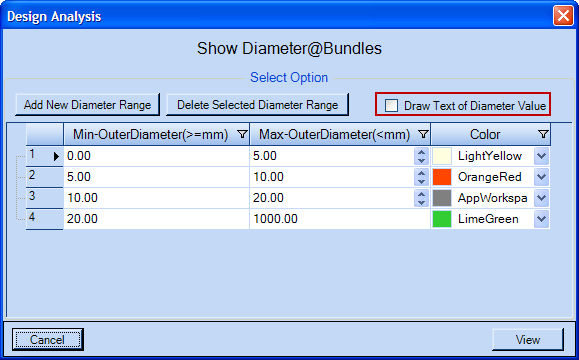 Design Analysis
Show Diameter@Bundles
Select Option
Add New Diameter Range Delete Selected Diameter Range Draw Text of Diameter Value
Min-OuterDiameter(>=mm) Max-OuterDiameter(<mm) Color
1 0.00 5.00 LightYellow
2 5.00 10.00 OrangeRed
3 10.00 20.00 AppWorkspa
4 20.00 1000.00 LimeGreen
Cancel View